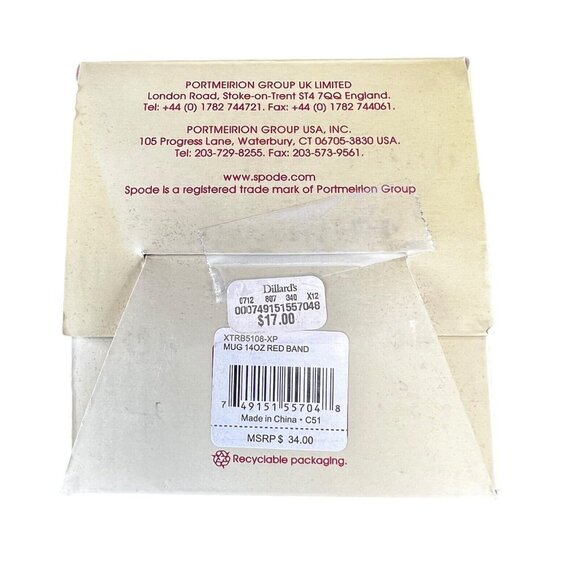 PORTMEIRION GROUP UK LIMITED
London Road, Stoke-on-Trent ST4 7QQ England.
Tel: +44 (0) 1782 744721. Fax: +44 (0) 1782 744061.
PORTMEIRION GROUP USA, INC.
105 Progress Lane, Waterbury, CT 06705-3830 USA.
Tel: 203-729-8255. Fax: 203-573-9561.
www.spode.com
Spode is a registered trade mark of Portmeirion Group
Dillard's
0712 807 340 X12
000749151557048
$17.00
XTRB5108-XP
MUG 14OZ RED BAND
7 49151 55704 8
Made in China • C51
MSRP $ 34.00
Recyclable packaging.